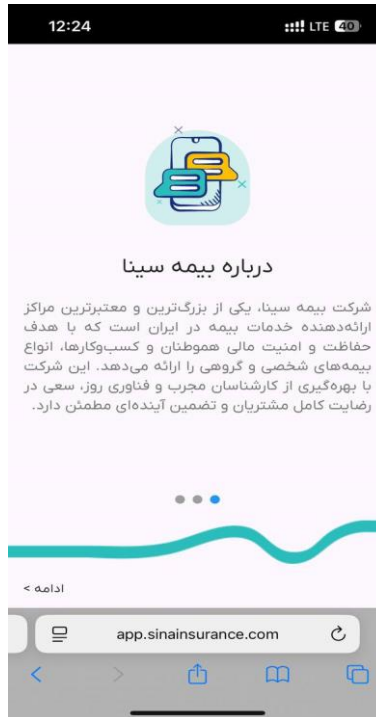 12:24
LTE 40
درباره بیمه سینا
شرکت بیمه سینا، یکی از بزرگ‌ترین و معتبرترین مراکز
ارائه‌دهنده خدمات بیمه در ایران است که با هدف
حفاظت و امنیت مالی هموطنان و کسب‌وکارها، انواع
بیمه‌های شخصی و گروهی را ارائه می‌دهد. این شرکت
با بهره‌گیری از کارشناسان مجرب و فناوری روز، سعی در
رضایت کامل مشتریان و تضمین آینده‌ای مطمئن دارد.
ادامه >
app.sinainsurance.com